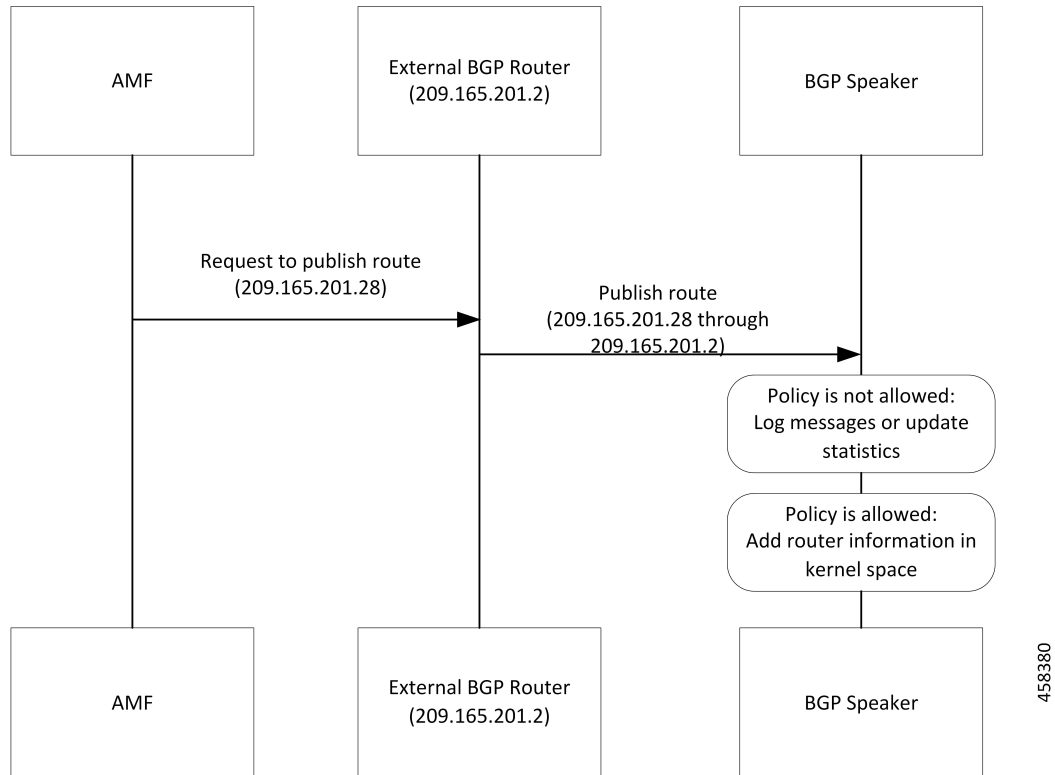 AMF
External BGP Router
(209.165.201.2)
BGP Speaker
Request to publish route
(209.165.201.28)
Publish route
(209.165.201.28 through
209.165.201.2)
Policy is not allowed:
Log messages or update
statistics
Policy is allowed:
Add router information in
kernel space
AMF
External BGP Router
(209.165.201.2)
BGP Speaker
458380